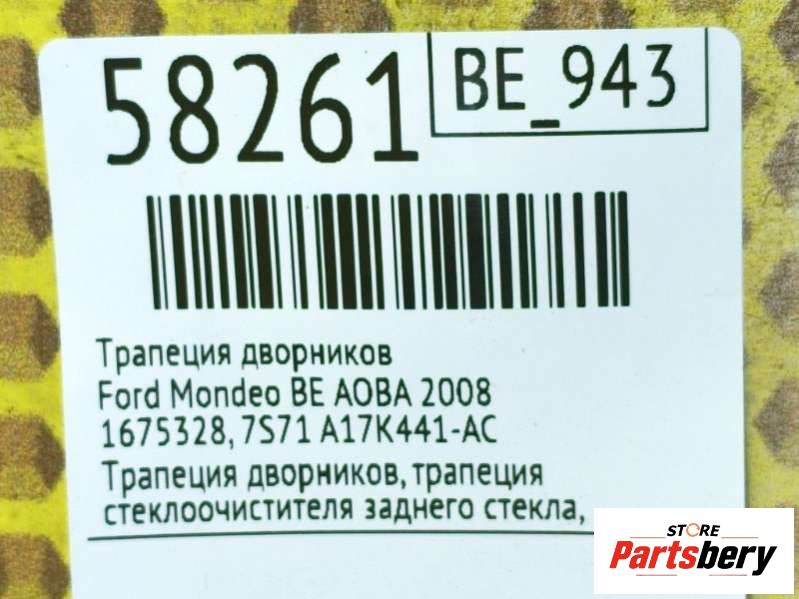 58261
BE_943
Трапеция дворников
Ford Mondeo BE AOBA 2008
1675328, 7S71 A17K441-AC
Трапеция дворников, трапеция
стеклоочистителя заднего стекла,
STORE
Partsbery